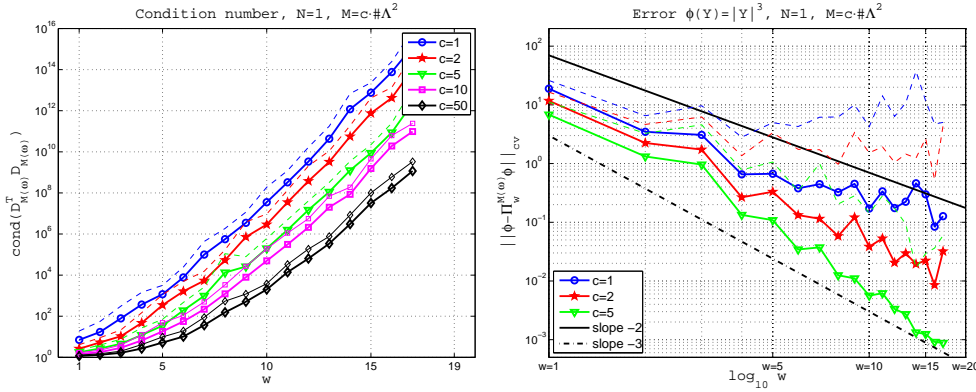 Condition number, N=1, M=c·#Λ²
cond(D^T_M(ω) D_M(ω))
10^16
10^14
10^12
10^10
10^8
10^6
10^4
10^2
10^0
1
5
10
15
19
w
c=1
c=2
c=5
c=10
c=50
Error ϕ(Y)=|Y|³, N=1, M=c·#Λ²
||ϕ-Π_w^M(ω) ϕ||_cv
10^2
10^1
10^0
10^-1
10^-2
10^-3
w=1
w=5
w=10
w=15
w=20
log₁₀ w
c=1
c=2
c=5
slope -2
slope -3